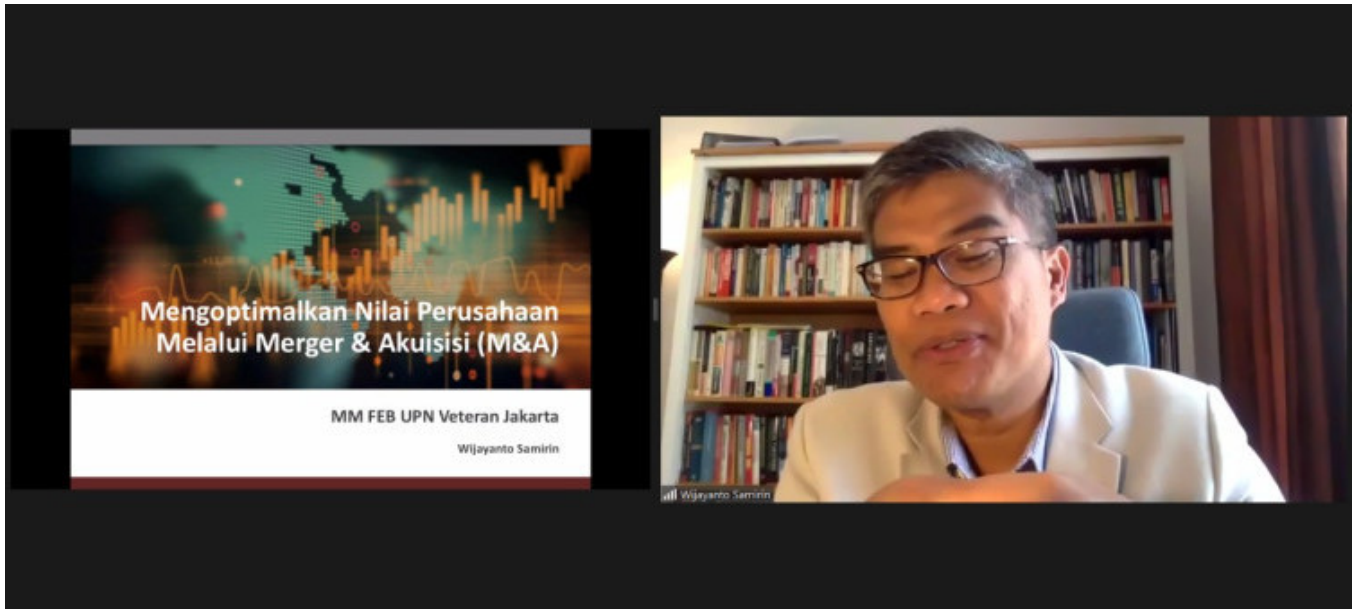 Mengoptimalkan Nilai Perusahaan
Melalui Merger & Akuisisi (M&A)
MM FEB UPN Veteran Jakarta
Wijayanto Samirin
Wijayanto Samirin